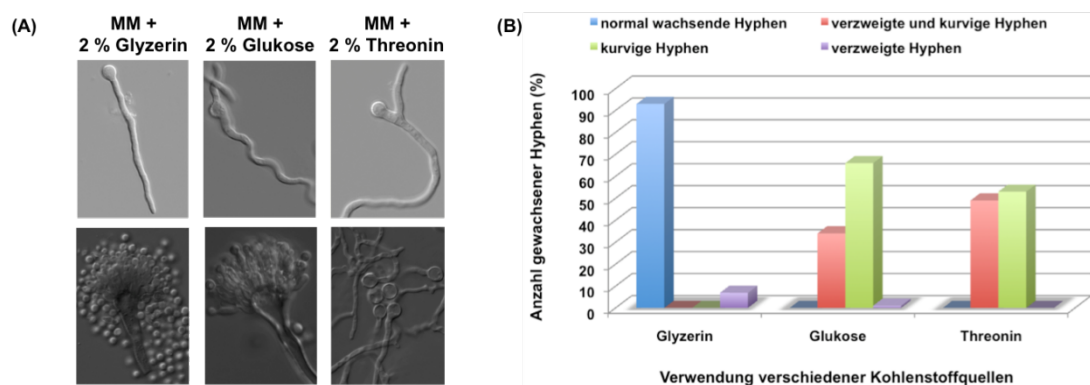 (A)
MM +
2 % Glyzerin
MM +
2 % Glukose
MM +
2 % Threonin
(B)
normal wachsende Hyphen
verzweigte und kurvige Hyphen
kurvige Hyphen
verzweigte Hyphen
Anzahl gewachsener Hyphen (%)
100
90
80
70
60
50
40
30
20
10
0
Glyzerin
Glukose
Threonin
Verwendung verschiedener Kohlenstoffquellen